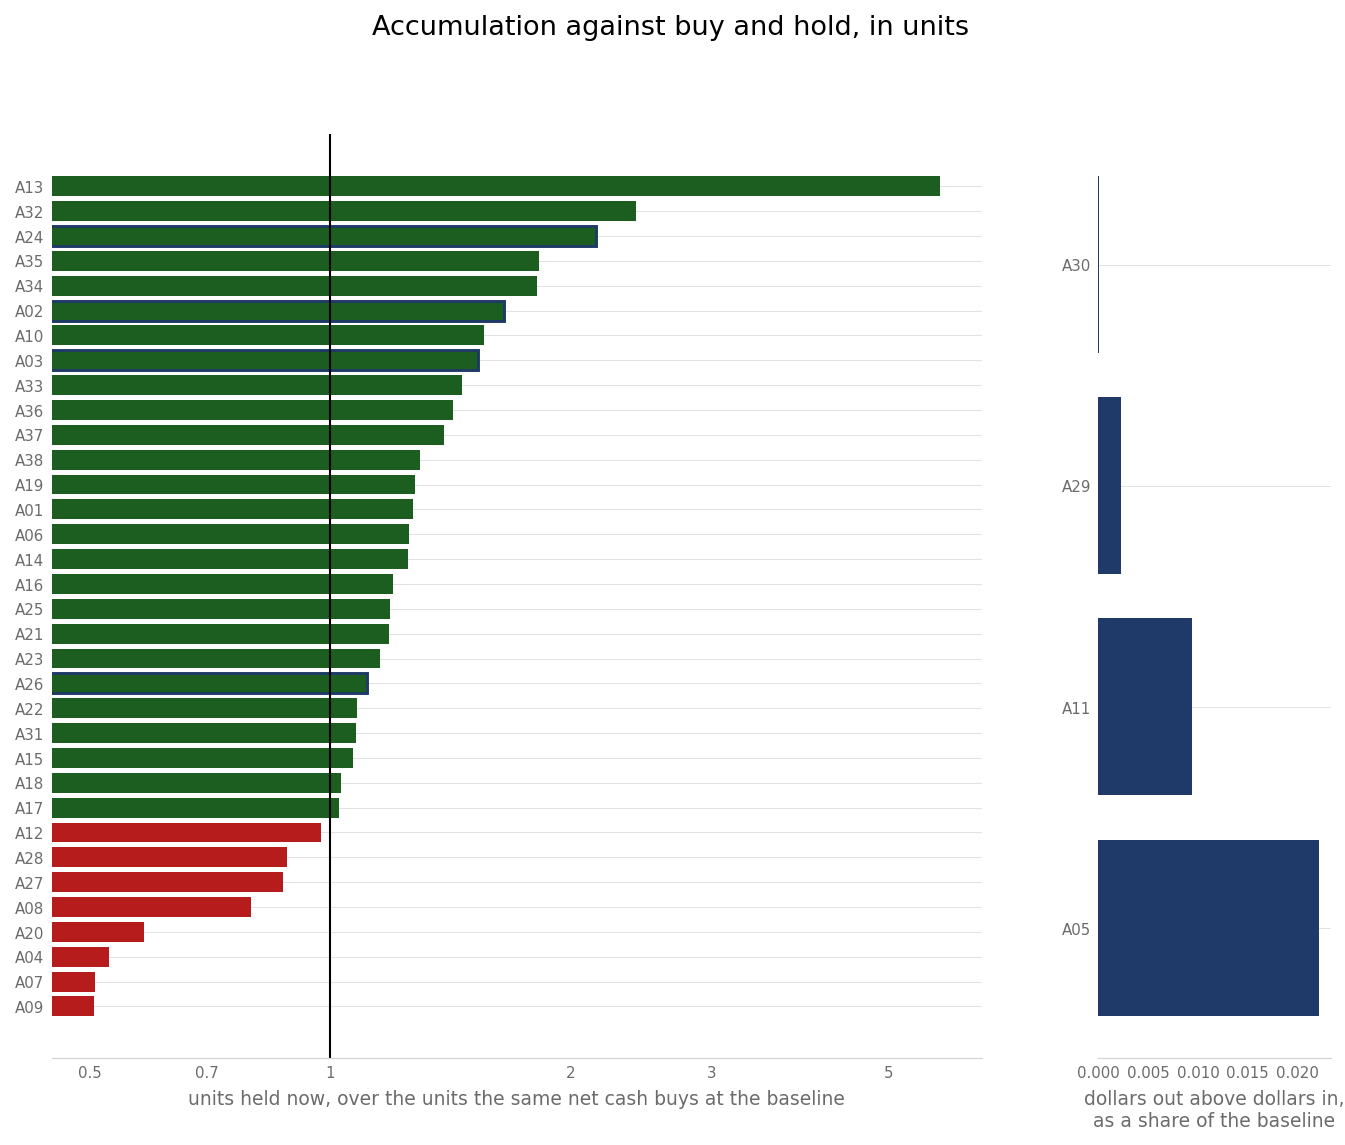 Accumulation against buy and hold, in units
A13
A32
A24
A35
A34
A02
A10
A03
A33
A36
A37
A38
A19
A01
A06
A14
A16
A25
A21
A23
A26
A22
A31
A15
A18
A17
A12
A28
A27
A08
A20
A04
A07
A09
0.5 0.7 1 2 3 5
units held now, over the units the same net cash buys at the baseline
A30
A29
A11
A05
0.000 0.005 0.010 0.015 0.020
dollars out above dollars in,
as a share of the baseline